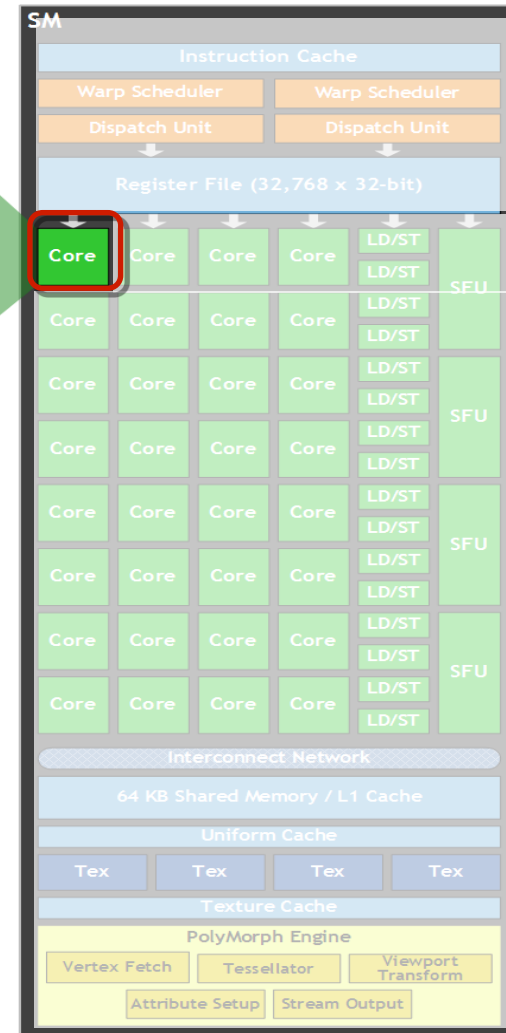 SM
Instruction Cache
Warp Scheduler Warp Scheduler
Dispatch Unit Dispatch Unit
Register File (32,768 x 32-bit)
Core Core Core Core LD/ST SFU
LD/ST
Core Core Core Core LD/ST
LD/ST
Core Core Core Core LD/ST SFU
LD/ST
Core Core Core Core LD/ST
LD/ST
Core Core Core Core LD/ST SFU
LD/ST
Core Core Core Core LD/ST
LD/ST
Core Core Core Core LD/ST SFU
LD/ST
Core Core Core Core LD/ST
LD/ST
Interconnect Network
64 KB Shared Memory / L1 Cache
Uniform Cache
Tex Tex Tex Tex
Texture Cache
PolyMorph Engine
Vertex Fetch Tessellator Viewport
Transform
Attribute Setup Stream Output